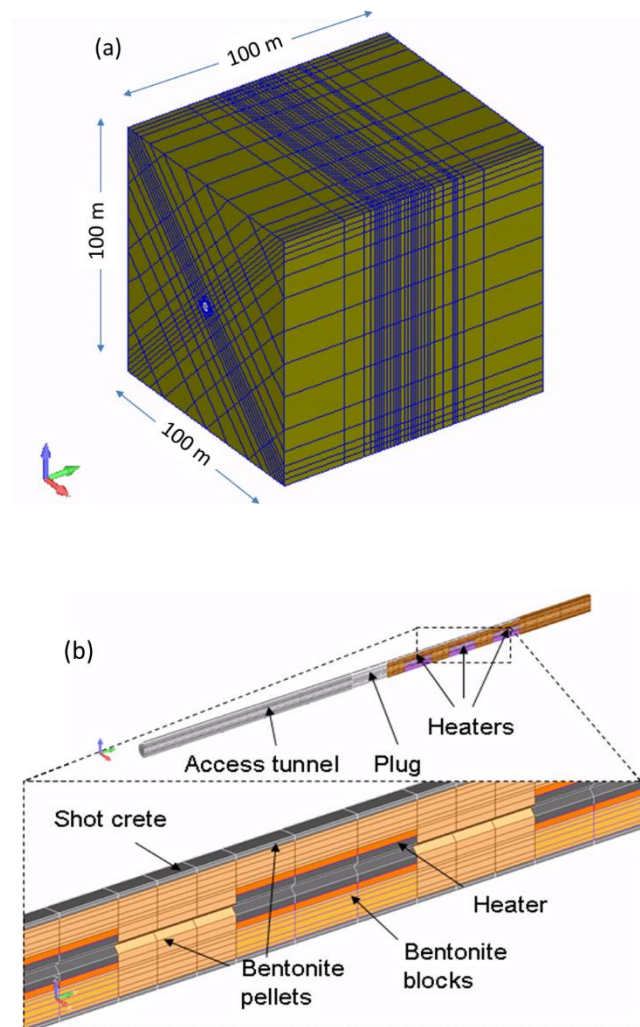 (a)
100 m
100 m
100 m
(b)
Heaters
Access tunnel
Plug
Shot crete
Heater
Bentonite
pellets
Bentonite
blocks